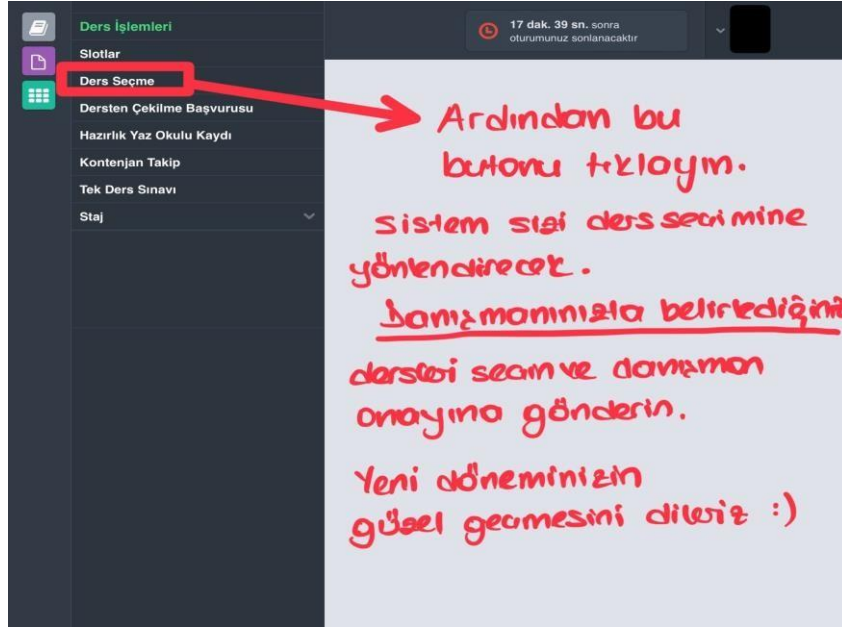 Ders İşlemleri
Slotlar
Ders Seçme
Dersten Çekilme Başvurusu
Hazırlık Yaz Okulu Kaydı
Kontenjan Takip
Tek Ders Sınavı
Staj
17 dak. 39 sn. sonra
oturumunuz sonlanacaktır
Ardından bu
butonu tıklayın.
Sistem sizi ders seçimine
yönlendirecek.
Danışmanınızla belirlediğiniz
dersleri seçin ve danışman
onayına gönderin.
Yeni döneminizin
güzel geçmesini dileriz :)